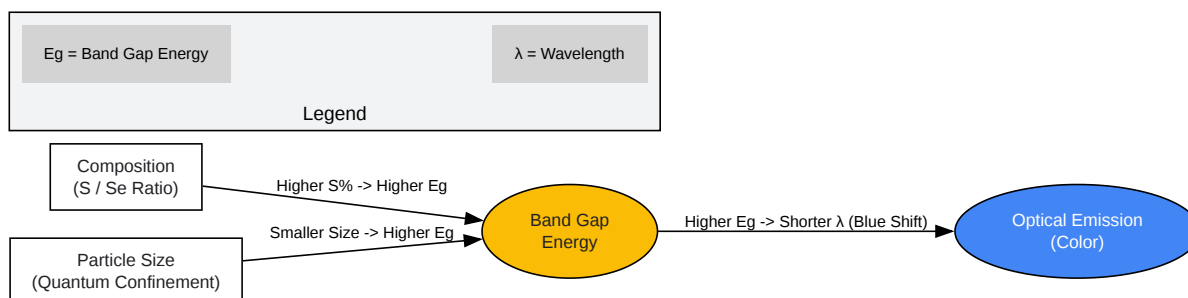 Eg = Band Gap Energy
λ = Wavelength
Legend
Composition
(S / Se Ratio)
Higher S% -> Higher Eg
Particle Size
(Quantum Confinement)
Smaller Size -> Higher Eg
Band Gap
Energy
Higher Eg -> Shorter λ (Blue Shift)
Optical Emission
(Color)